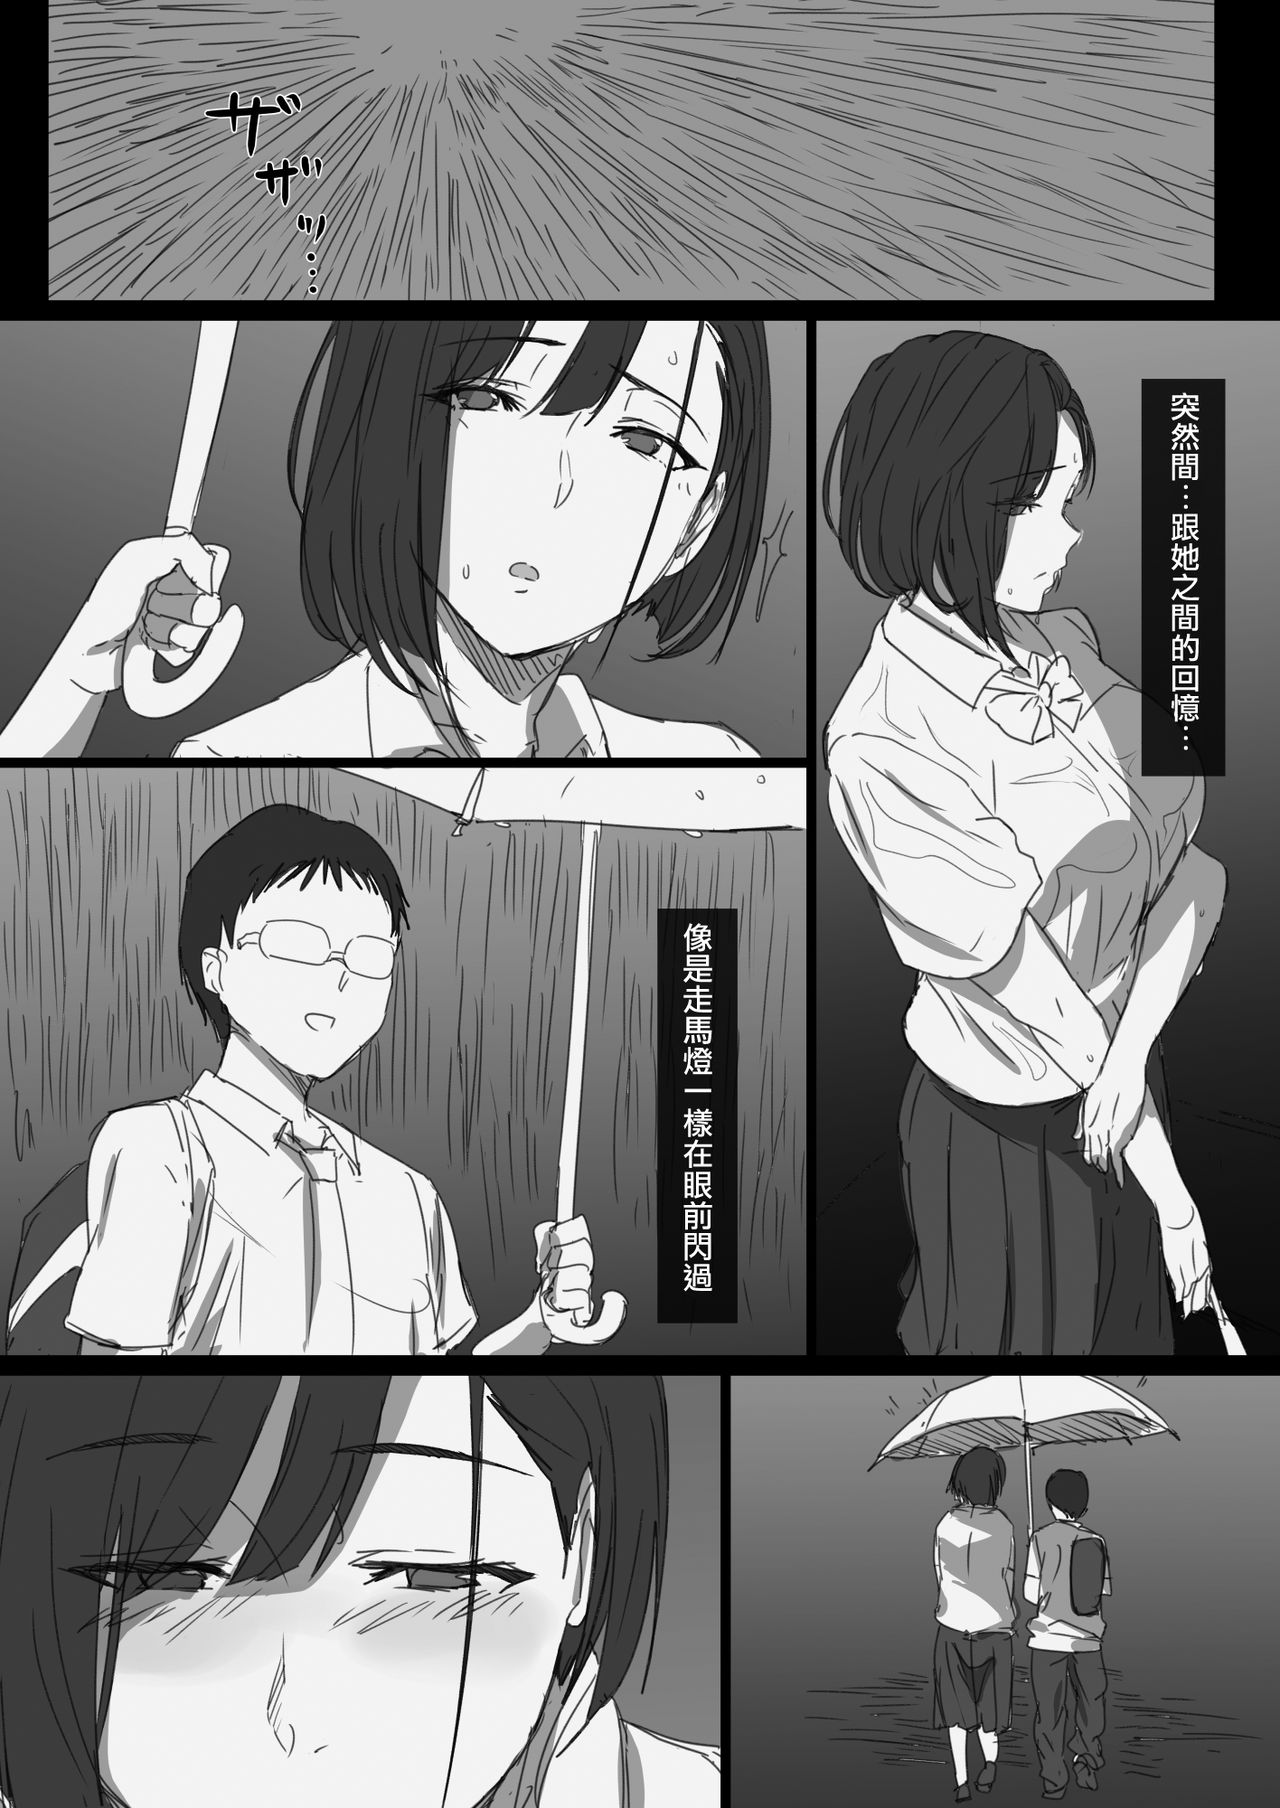 ザザザッ…
突然間…跟她之間的回憶…
像是走馬燈一樣在眼前閃過